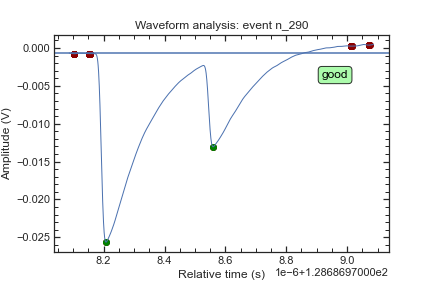 Waveform analysis: event n_290
0.000
−0.005
−0.010
−0.015
−0.020
−0.025
Amplitude (V)
good
8.2
8.4
8.6
8.8
9.0
Relative time (s)
1e−6+1.2868697000e2